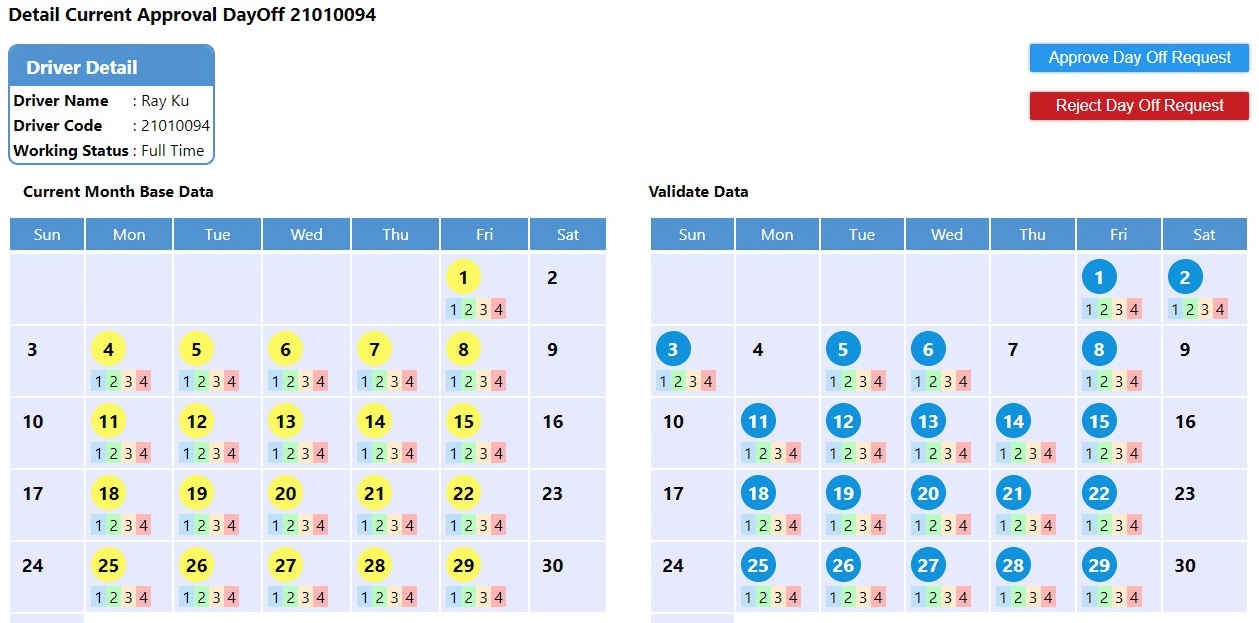 Detail Current Approval DayOff 21010094
Driver Detail
Driver Name : Ray Ku
Driver Code : 21010094
Working Status : Full Time
Approve Day Off Request
Reject Day Off Request
Current Month Base Data
Sun Mon Tue Wed Thu Fri Sat
1 2
1 2 3 4
3 4 5 6 7 8 9
1 2 3 4 1 2 3 4 1 2 3 4 1 2 3 4 1 2 3 4
10 11 12 13 14 15 16
1 2 3 4 1 2 3 4 1 2 3 4 1 2 3 4 1 2 3 4
17 18 19 20 21 22 23
1 2 3 4 1 2 3 4 1 2 3 4 1 2 3 4 1 2 3 4
24 25 26 27 28 29 30
1 2 3 4 1 2 3 4 1 2 3 4 1 2 3 4 1 2 3 4
Validate Data
Sun Mon Tue Wed Thu Fri Sat
1 2
1 2 3 4 1 2 3 4
3 4 5 6 7 8 9
1 2 3 4 1 2 3 4 1 2 3 4 1 2 3 4
10 11 12 13 14 15 16
1 2 3 4 1 2 3 4 1 2 3 4 1 2 3 4 1 2 3 4
17 18 19 20 21 22 23
1 2 3 4 1 2 3 4 1 2 3 4 1 2 3 4 1 2 3 4
24 25 26 27 28 29 30
1 2 3 4 1 2 3 4 1 2 3 4 1 2 3 4 1 2 3 4